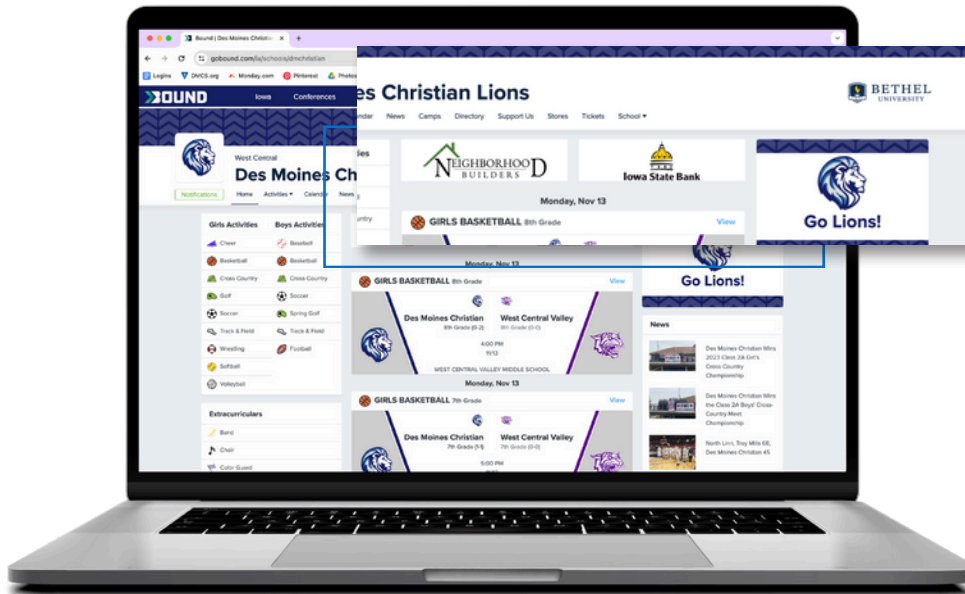 Bound | Des Moines Christia
gobound.com/ia/schools/dmchristian
Logins DVCS.org Monday.com Pinterest Photos
BOUND Iowa Conferences
West Central
Des Moines Ch
Notifications Home Activities Calendar News
es Christian Lions
BETHEL
UNIVERSITY
ndar News Camps Directory Support Us Stores Tickets School
NEIGHBORHOOD
BUILDERS
Iowa State Bank
Go Lions!
Monday, Nov 13
GIRLS BASKETBALL 8th Grade View
Girls Activities Boys Activities
Cheer Baseball
Basketball Basketball
Cross Country Cross Country
Golf Soccer
Soccer Spring Golf
Track & Field Track & Field
Wrestling Football
Softball
Volleyball
Extracurriculars
Band
Choir
Color Guard
Monday, Nov 13
GIRLS BASKETBALL 8th Grade View
Des Moines Christian West Central Valley
8th Grade (0-2) 8th Grade (0-0)
4:00 PM
11/13
WEST CENTRAL VALLEY MIDDLE SCHOOL
Monday, Nov 13
GIRLS BASKETBALL 7th Grade View
Des Moines Christian West Central Valley
7th Grade (1-1) 7th Grade (0-0)
5:00 PM
Go Lions!
News
Des Moines Christian Wins
2023 Class 2A Girl's
Cross Country
Championship
Des Moines Christian Wins
the Class 2A Boys' Cross-
Country Meet
Championship
North Linn, Troy Mills 68,
Des Moines Christian 45